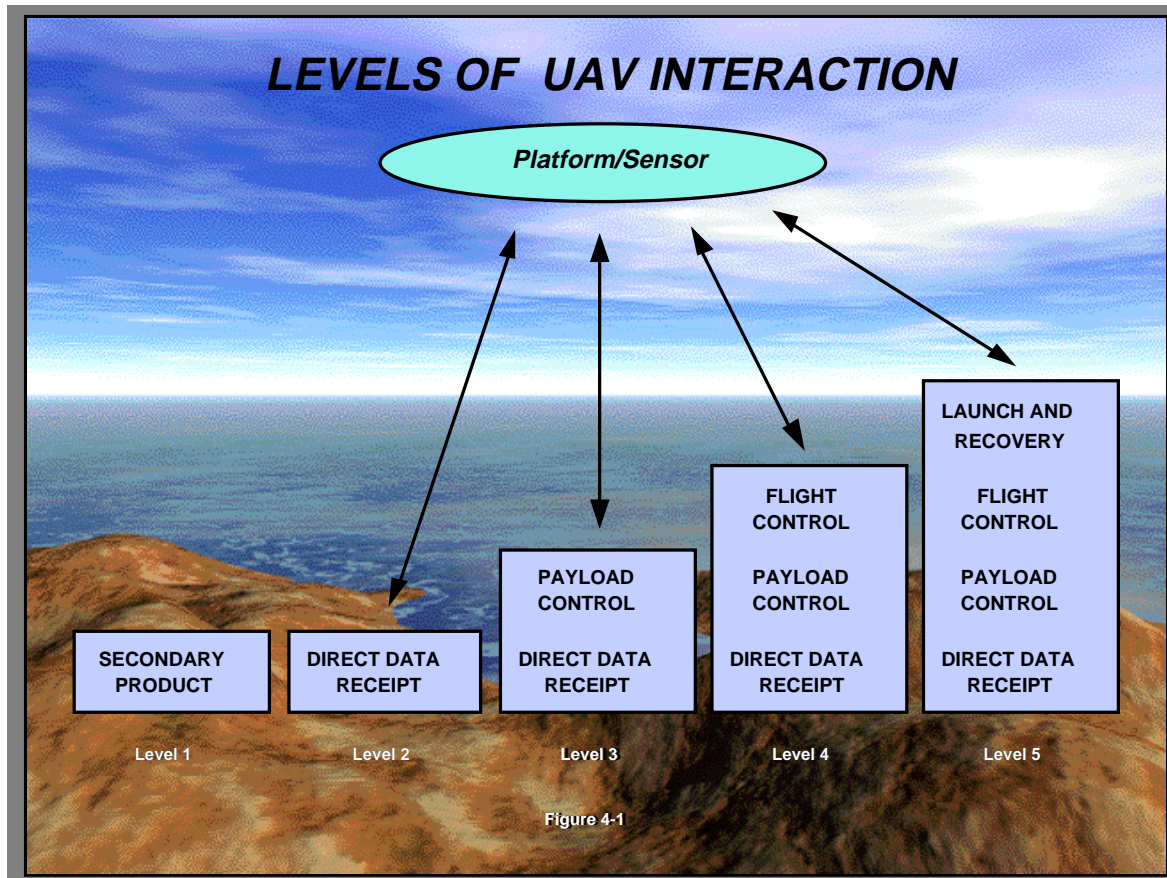 LEVELS OF UAV INTERACTION
Platform/Sensor
SECONDARY
PRODUCT
Level 1
DIRECT DATA
RECEIPT
Level 2
PAYLOAD
CONTROL
DIRECT DATA
RECEIPT
Level 3
FLIGHT
CONTROL
PAYLOAD
CONTROL
DIRECT DATA
RECEIPT
Level 4
LAUNCH AND
RECOVERY
FLIGHT
CONTROL
PAYLOAD
CONTROL
DIRECT DATA
RECEIPT
Level 5
Figure 4-1